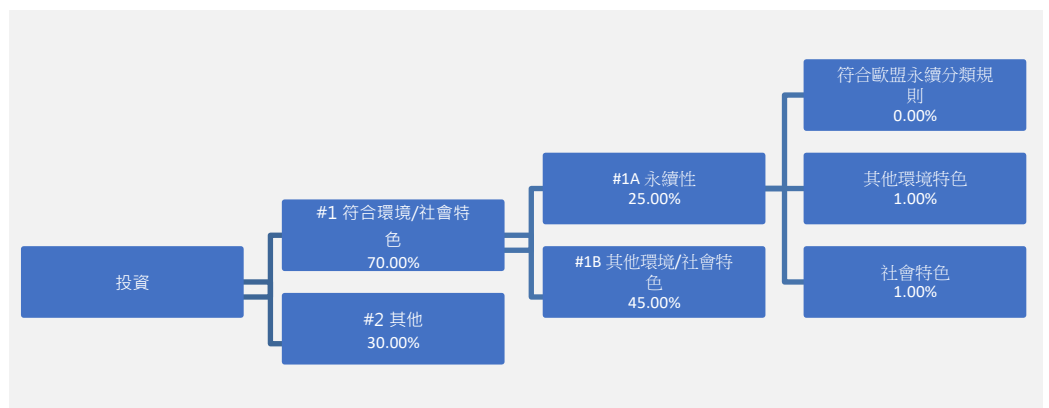 投資
#1 符合環境/社會特
色
70.00%
#2 其他
30.00%
#1A 永續性
25.00%
#1B 其他環境/社會特
色
45.00%
符合歐盟永續分類規
則
0.00%
其他環境特色
1.00%
社會特色
1.00%